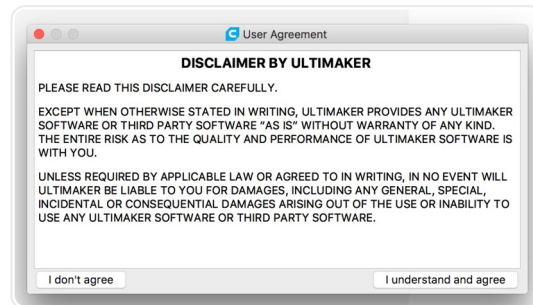 User Agreement
DISCLAIMER BY ULTIMAKER
PLEASE READ THIS DISCLAIMER CAREFULLY.
EXCEPT WHEN OTHERWISE STATED IN WRITING, ULTIMAKER PROVIDES ANY ULTIMAKER
SOFTWARE OR THIRD PARTY SOFTWARE “AS IS” WITHOUT WARRANTY OF ANY KIND.
THE ENTIRE RISK AS TO THE QUALITY AND PERFORMANCE OF ULTIMAKER SOFTWARE IS
WITH YOU.
UNLESS REQUIRED BY APPLICABLE LAW OR AGREED TO IN WRITING, IN NO EVENT WILL
ULTIMAKER BE LIABLE TO YOU FOR DAMAGES, INCLUDING ANY GENERAL, SPECIAL,
INCIDENTAL OR CONSEQUENTIAL DAMAGES ARISING OUT OF THE USE OR INABILITY TO
USE ANY ULTIMAKER SOFTWARE OR THIRD PARTY SOFTWARE.
I don't agree
I understand and agree